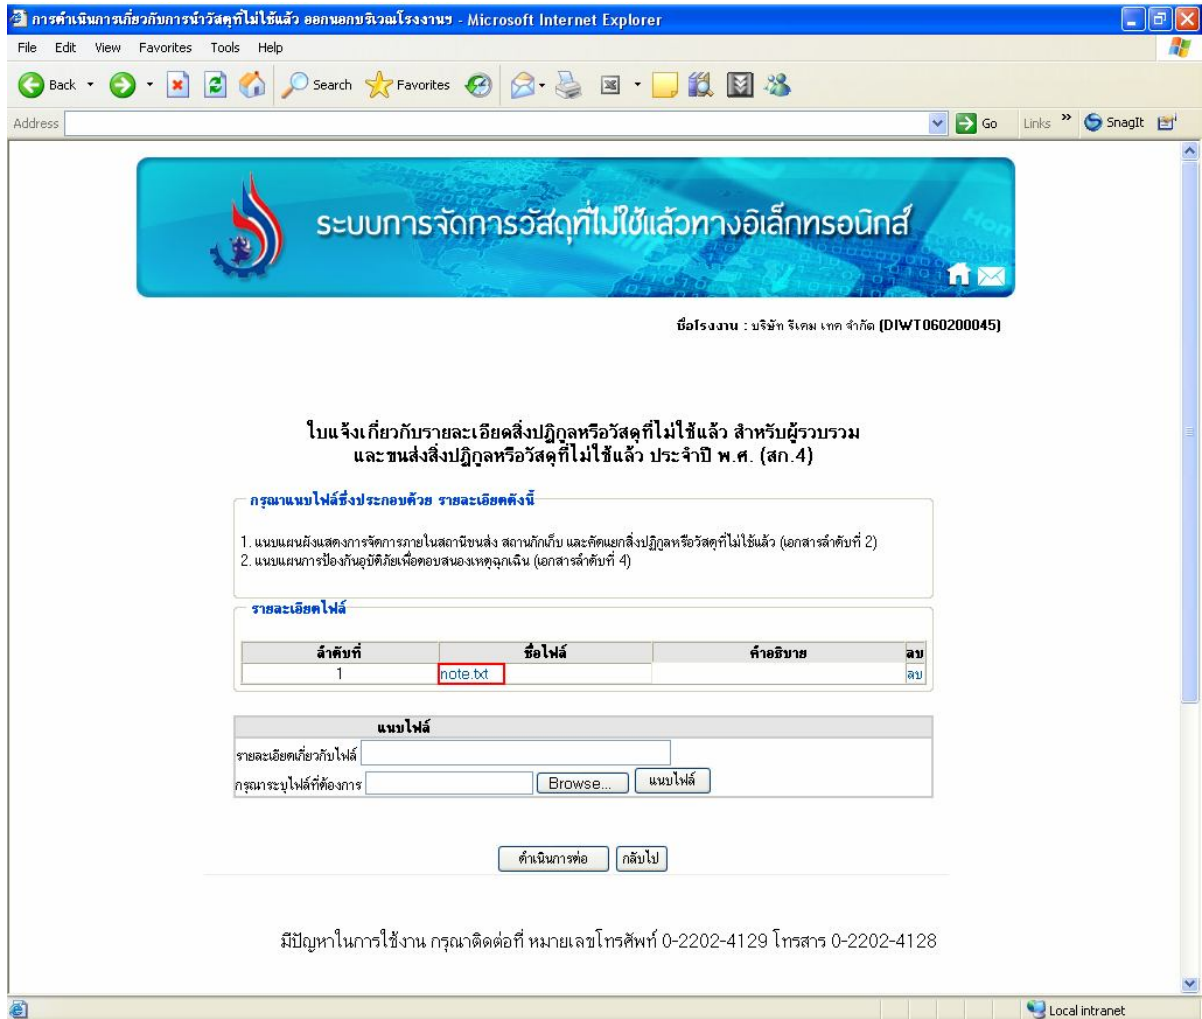 การดำเนินการเกี่ยวกับการนำวัสดุที่ไม่ใช้แล้ว ออกนอกบริเวณโรงงานฯ - Microsoft Internet Explorer
File Edit View Favorites Tools Help
Back Search Favorites
Address Go Links » SnagIt
ระบบการจัดการวัสดุที่ไม่ใช้แล้วทางอิเล็กทรอนิกส์
ชื่อโรงงาน : บริษัท รีเคม เทค จำกัด (DIWT060200045)
ใบแจ้งเกี่ยวกับรายละเอียดสิ่งปฏิกูลหรือวัสดุที่ไม่ใช้แล้ว สำหรับผู้รวบรวม
และขนส่งสิ่งปฏิกูลหรือวัสดุที่ไม่ใช้แล้ว ประจำปี พ.ศ. (สก.4)
กรุณาแนบไฟล์ซึ่งประกอบด้วย รายละเอียดดังนี้
1. แนบแผนผังแสดงการจัดการภายในสถานีขนส่ง สถานกักเก็บ และคัดแยกสิ่งปฏิกูลหรือวัสดุที่ไม่ใช้แล้ว (เอกสารลำดับที่ 2)
2. แนบแผนการป้องกันอุบัติภัยเพื่อตอบสนองเหตุฉุกเฉิน (เอกสารลำดับที่ 4)
รายละเอียดไฟล์
ลำดับที่ ชื่อไฟล์ คำอธิบาย ลบ
1 note.txt ลบ
แนบไฟล์
รายละเอียดเกี่ยวกับไฟล์
กรุณาระบุไฟล์ที่ต้องการ Browse... แนบไฟล์
ดำเนินการต่อ กลับไป
มีปัญหาในการใช้งาน กรุณาติดต่อที่ หมายเลขโทรศัพท์ 0-2202-4129 โทรสาร 0-2202-4128
Local intranet